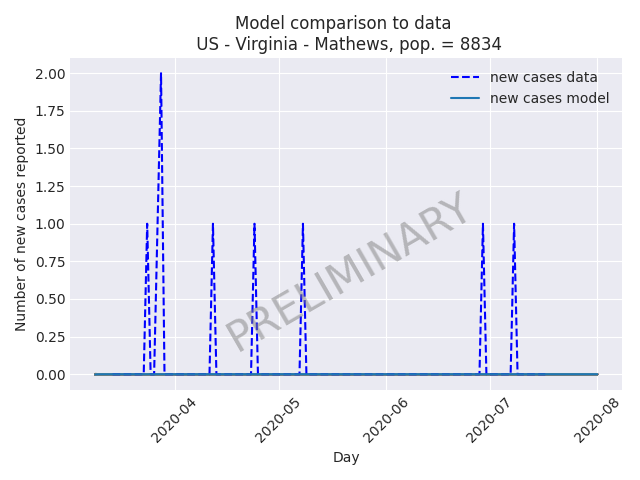 Model comparison to data
US - Virginia - Mathews, pop. = 8834
new cases data
new cases model
Number of new cases reported
2.00
1.75
1.50
1.25
1.00
0.75
0.50
0.25
0.00
PRELIMINARY
2020-04
2020-05
2020-06
2020-07
2020-08
Day